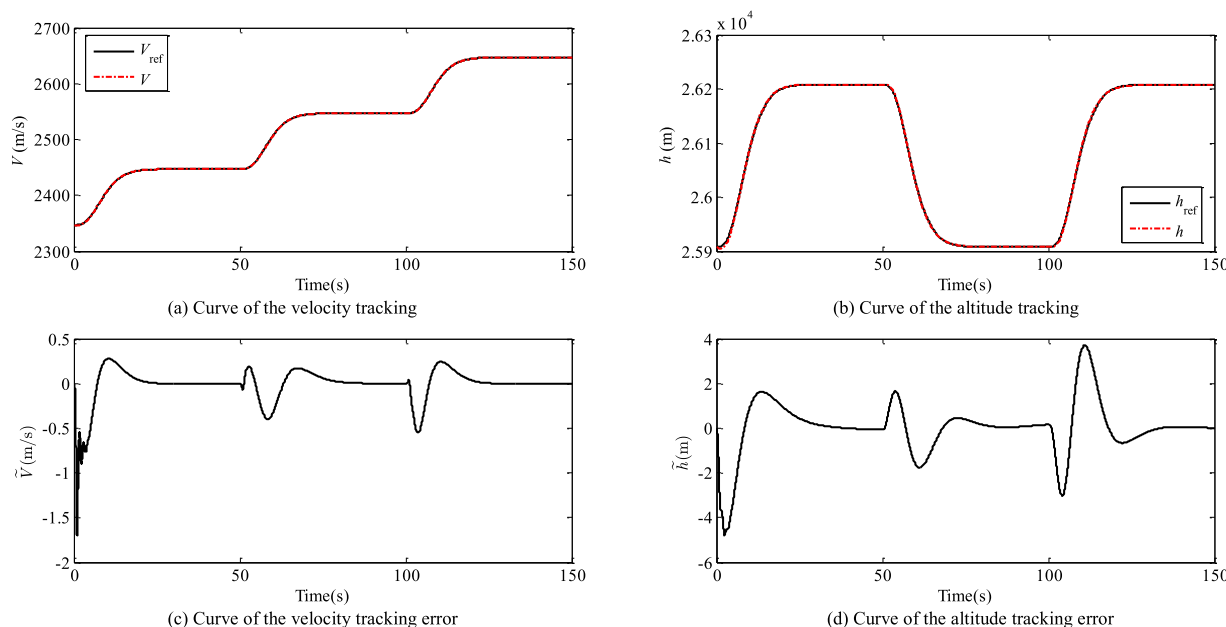 2700
2600
2500
2400
2300
V (m/s)
V_ref
V
0
50
100
150
Time(s)
(a) Curve of the velocity tracking
x 10^4
2.63
2.62
2.61
2.6
2.59
h (m)
h_ref
h
0
50
100
150
Time(s)
(b) Curve of the altitude tracking
0.5
0
-0.5
-1
-1.5
-2
Ṽ(m/s)
0
50
100
150
Time(s)
(c) Curve of the velocity tracking error
4
2
0
-2
-4
-6
h̃(m)
0
50
100
150
Time(s)
(d) Curve of the altitude tracking error